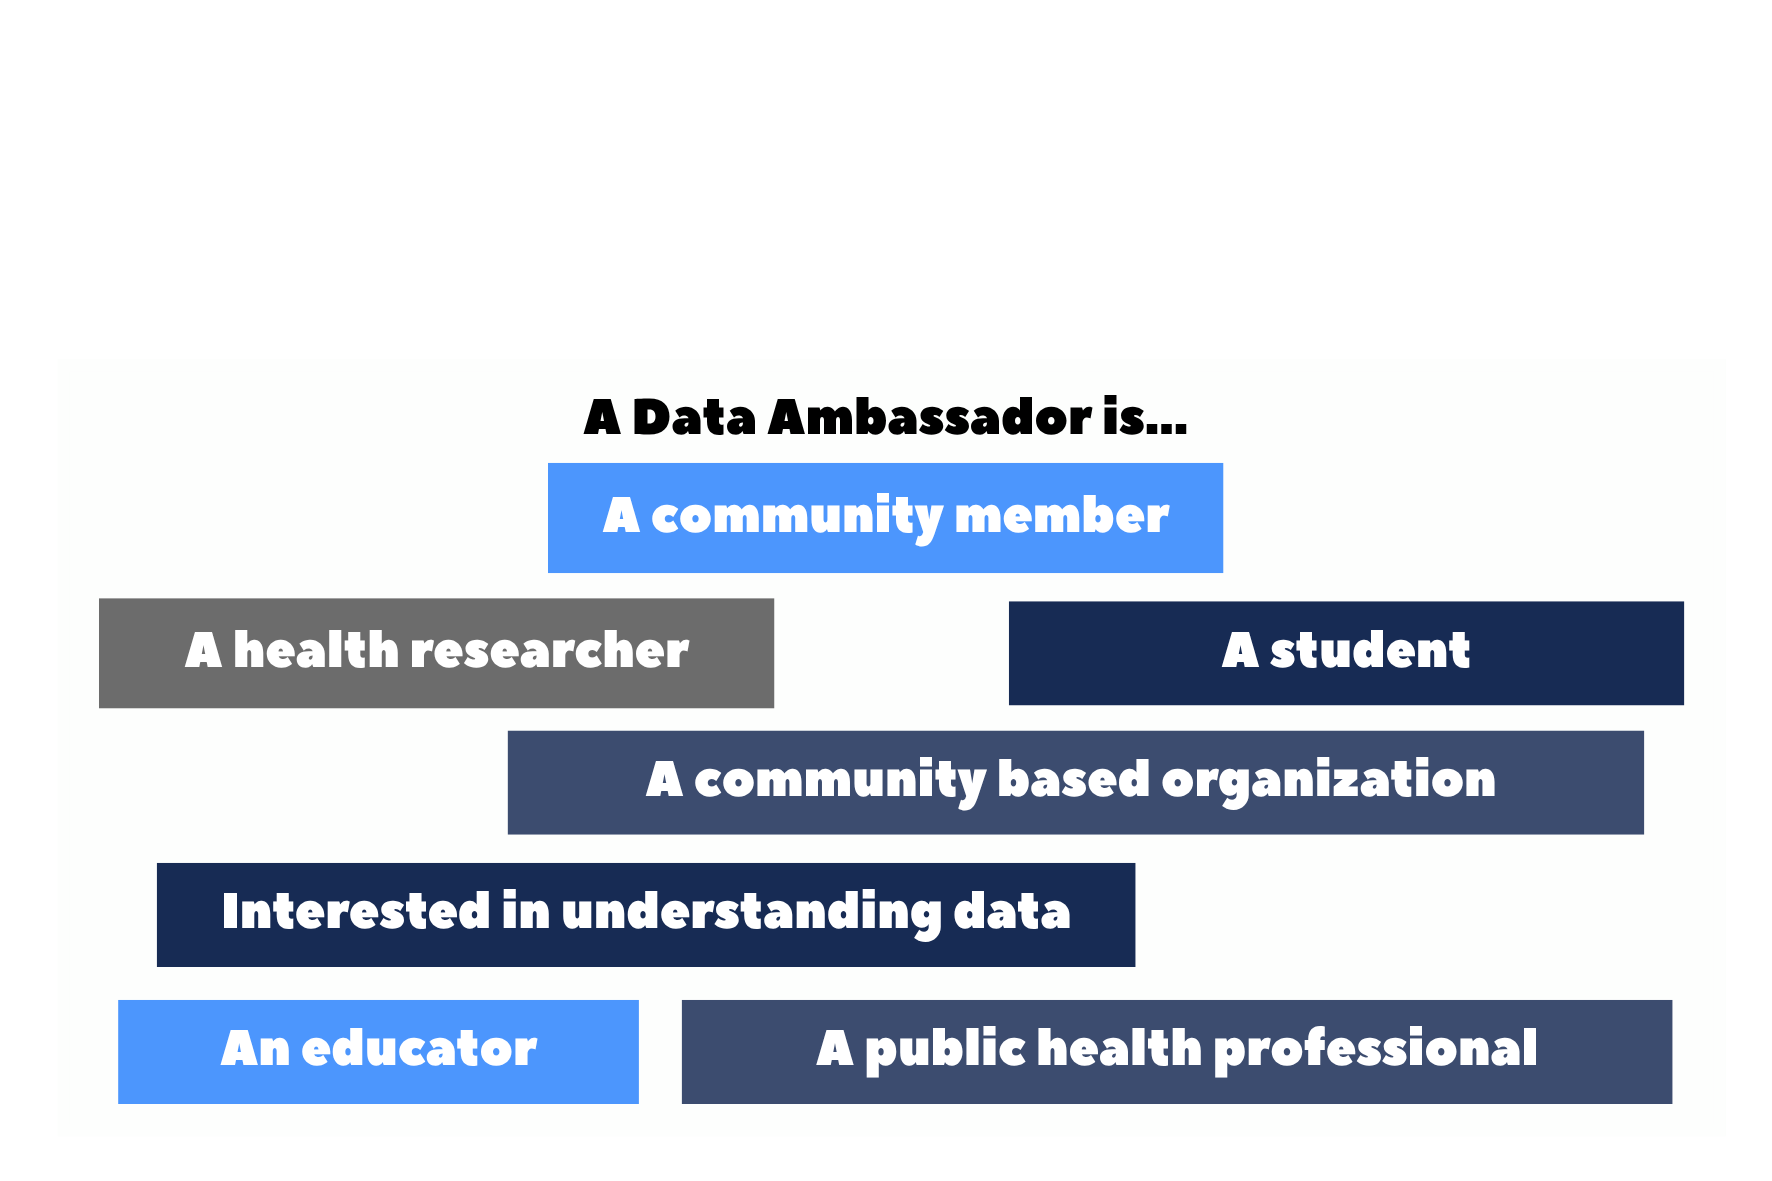 A Data Ambassador is...
A community member
A health researcher
A student
A community based organization
Interested in understanding data
An educator
A public health professional